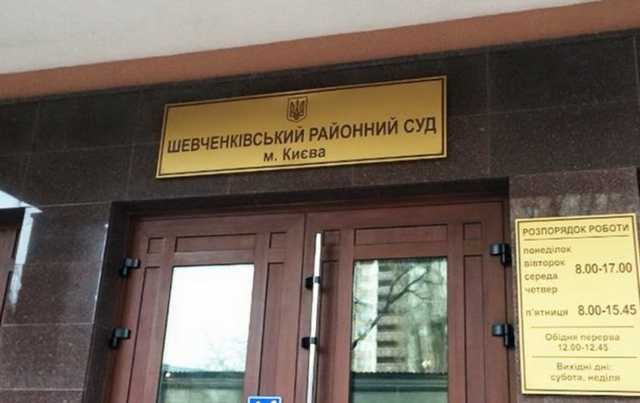 ШЕВЧЕНКІВСЬКИЙ РАЙОННИЙ СУД
м. Києва
РОЗПОРЯДОК РОБОТИ
понеділок
вівторок
середа
четвер
8.00-17.00
п'ятниця 8.00-15.45
Обідня перерва
12.00-12.45
Вихідні дні:
субота, неділя